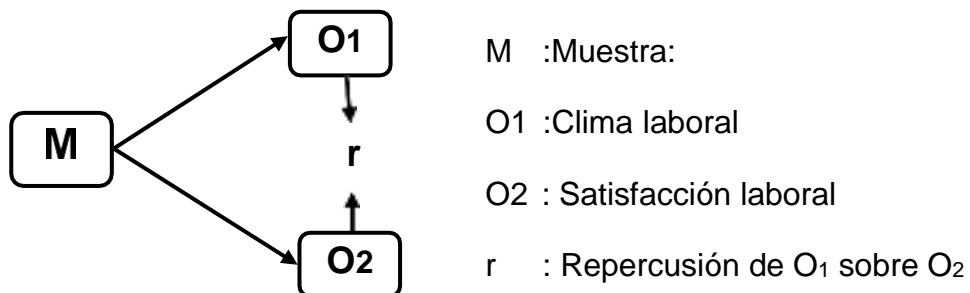 O1
M
r
O2
M :Muestra:
O1 :Clima laboral
O2 : Satisfacción laboral
r : Repercusión de O1 sobre O2